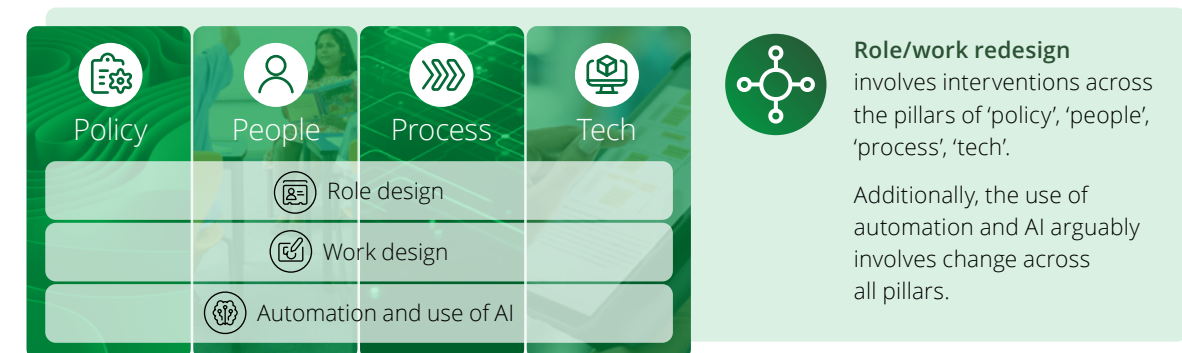 Policy
People
Process
Tech
Role design
Work design
Automation and use of AI
Role/work redesign
involves interventions across
the pillars of ‘policy’, ‘people’,
‘process’, ‘tech’.
Additionally, the use of
automation and AI arguably
involves change across
all pillars.